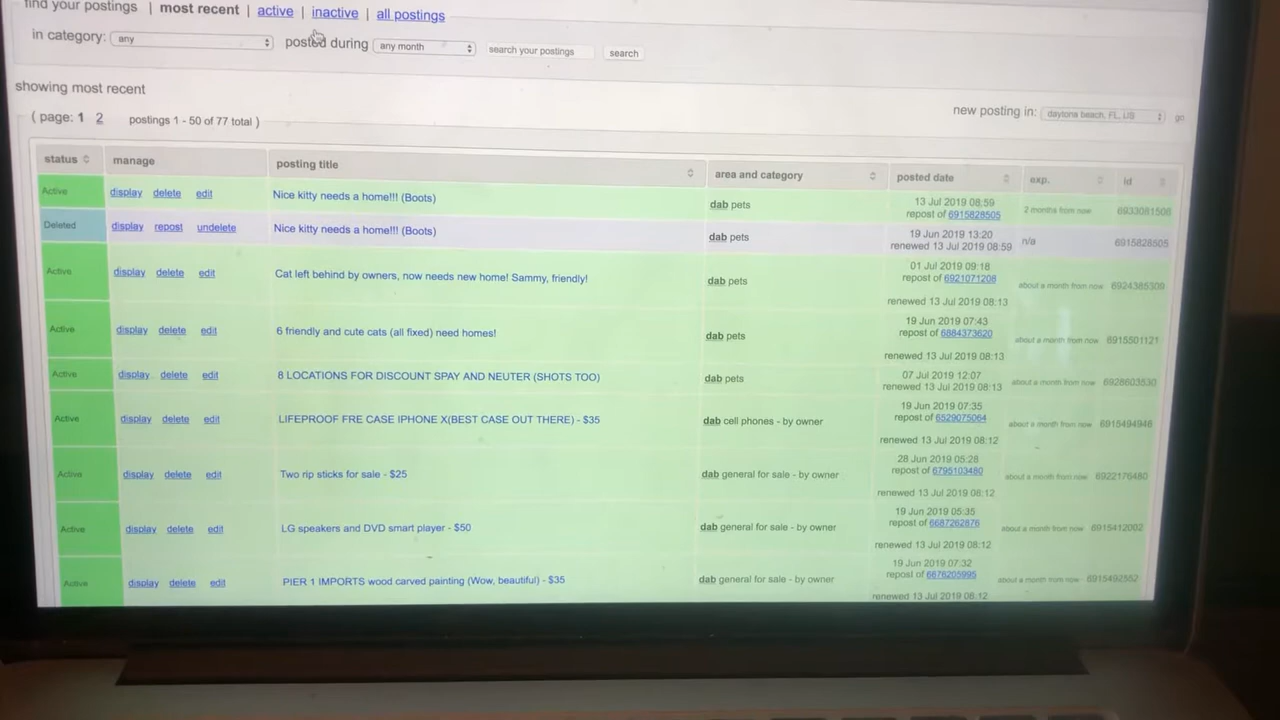 find your postings | most recent | active | inactive | all postings
in category: any posted during any month search your postings search
showing most recent
new posting in: daytona beach, FL, US go
( page: 1 2 postings 1 - 50 of 77 total )
status manage posting title area and category posted date exp. id
Active display delete edit Nice kitty needs a home!!! (Boots) dab pets 13 Jul 2019 08:59 2 months from now 6933081500
repost of 6915828505
Deleted display repost undelete Nice kitty needs a home!!! (Boots) dab pets 19 Jun 2019 13:20 n/a 6915828505
renewed 13 Jul 2019 08:59
Active display delete edit Cat left behind by owners, now needs new home! Sammy, friendly! dab pets 01 Jul 2019 09:18 about a month from now 6924385309
repost of 6921071208
renewed 13 Jul 2019 08:13
Active display delete edit 6 friendly and cute cats (all fixed) need homes! dab pets 19 Jun 2019 07:43 about a month from now 6915501121
repost of 6884373620
renewed 13 Jul 2019 08:13
Active display delete edit 8 LOCATIONS FOR DISCOUNT SPAY AND NEUTER (SHOTS TOO) dab pets 07 Jul 2019 12:07 about a month from now 6928603530
renewed 13 Jul 2019 08:13
Active display delete edit LIFEPROOF FRE CASE IPHONE X(BEST CASE OUT THERE) - $35 dab cell phones - by owner 19 Jun 2019 07:35 about a month from now 6915494946
repost of 6529075064
renewed 13 Jul 2019 08:12
Active display delete edit Two rip sticks for sale - $25 dab general for sale - by owner 28 Jun 2019 05:28 about a month from now 6922176480
repost of 6795103480
renewed 13 Jul 2019 08:12
Active display delete edit LG speakers and DVD smart player - $50 dab general for sale - by owner 19 Jun 2019 05:35 about a month from now 6915412002
repost of 6687262876
renewed 13 Jul 2019 08:12
Active display delete edit PIER 1 IMPORTS wood carved painting (Wow, beautiful) - $35 dab general for sale - by owner 19 Jun 2019 07:32 about a month from now 6915492552
repost of 6676205995
renewed 13 Jul 2019 08:12